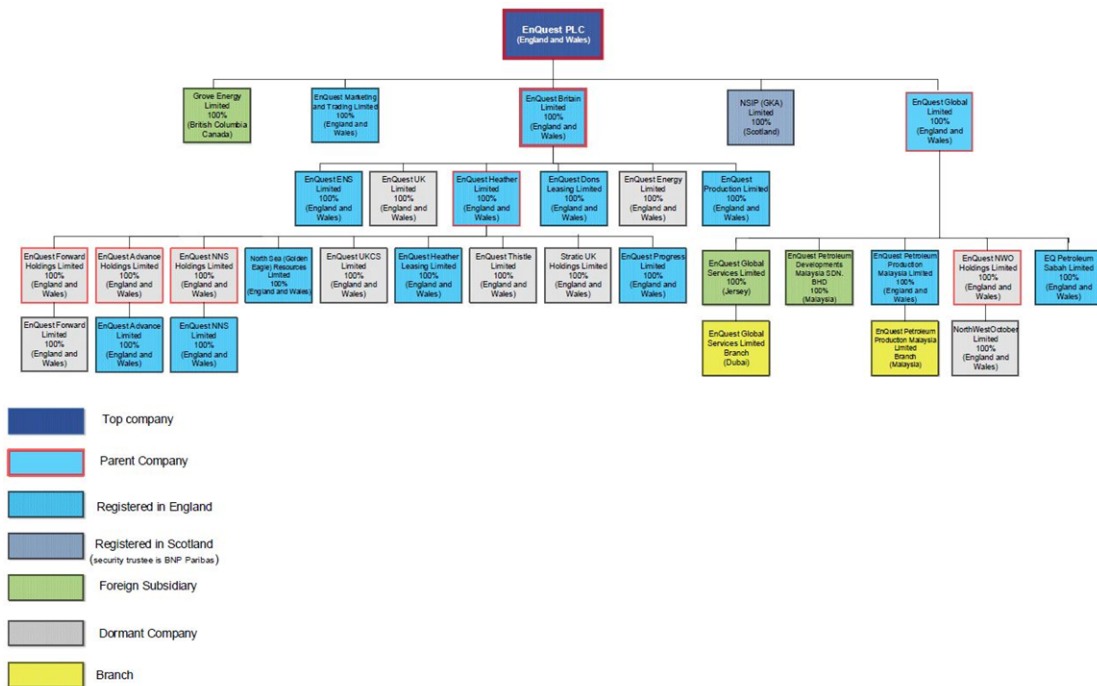 EnQuest PLC
(England and Wales)
Grove Energy
Limited
100%
(British Columbia
Canada)
EnQuest Marketing
and Trading Limited
100%
(England and
Wales)
EnQuest Britain
Limited
100%
(England and
Wales)
NSIP (GKA)
Limited
100%
(Scotland)
EnQuest Global
Limited
100%
(England and
Wales)
EnQuest ENS
Limited
100%
(England and
Wales)
EnQuest UK
Limited
100%
(England and
Wales)
EnQuest Heather
Limited
100%
(England and
Wales)
EnQuest Dons
Leasing Limited
100%
(England and
Wales)
EnQuest Energy
Limited
100%
(England and
Wales)
EnQuest
Production Limited
100%
(England and
Wales)
EnQuest Forward
Holdings Limited
100%
(England and
Wales)
EnQuest Advance
Holdings Limited
100%
(England and
Wales)
EnQuest NNS
Holdings Limited
100%
(England and
Wales)
North Sea (Golden
Eagle) Resources
Limited
100%
(England and Wales)
EnQuest UKCS
Limited
100%
(England and
Wales)
EnQuest Heather
Leasing Limited
100%
(England and
Wales)
EnQuest Thistle
Limited
100%
(England and
Wales)
Stratic UK
Holdings Limited
100%
(England and
Wales)
EnQuest Progress
Limited
100%
(England and
Wales)
EnQuest Global
Services Limited
100%
(Jersey)
EnQuest Petroleum
Developments
Malaysia SDN.
BHD
100%
(Malaysia)
EnQuest Petroleum
Production
Malaysia Limited
100%
(England and
Wales)
EnQuest NWO
Holdings Limited
100%
(England and
Wales)
EQ Petroleum
Sabah Limited
100%
(England and
Wales)
EnQuest Forward
Limited
100%
(England and
Wales)
EnQuest Advance
Limited
100%
(England and
Wales)
EnQuest NNS
Limited
100%
(England and
Wales)
EnQuest Global
Services Limited
Branch
(Dubai)
EnQuest Petroleum
Production Malaysia
Limited
Branch
(Malaysia)
NorthWestOctober
Limited
100%
(England and
Wales)
Top company
Parent Company
Registered in England
Registered in Scotland
(security trustee is BNP Paribas)
Foreign Subsidiary
Dormant Company
Branch